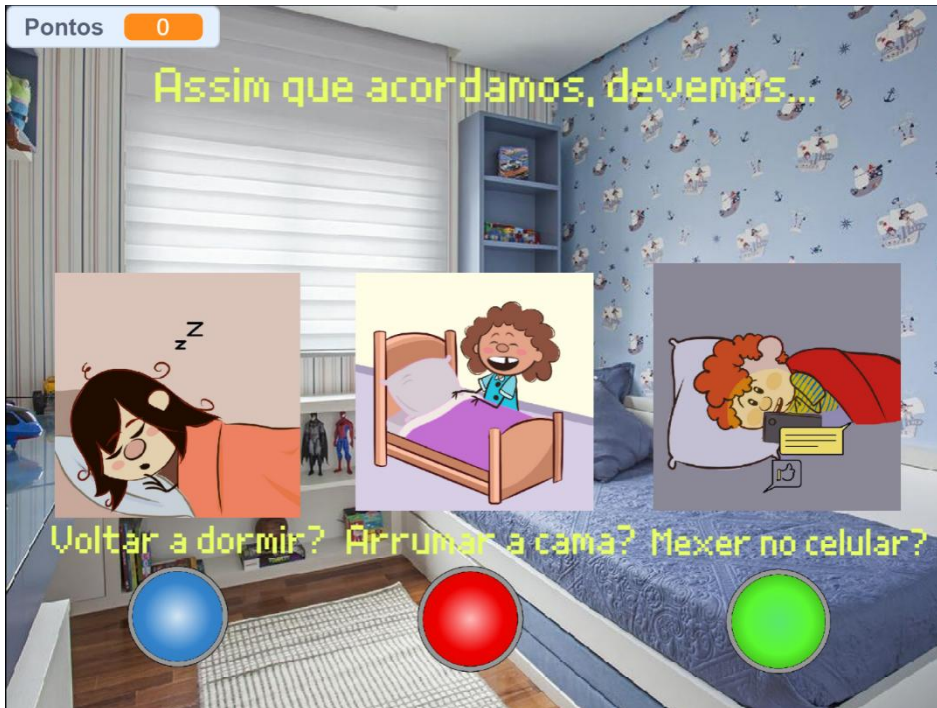 Pontos 0
Assim que acordamos, devemos...
z Z
Voltar a dormir? Arrumar a cama? Mexer no celular?